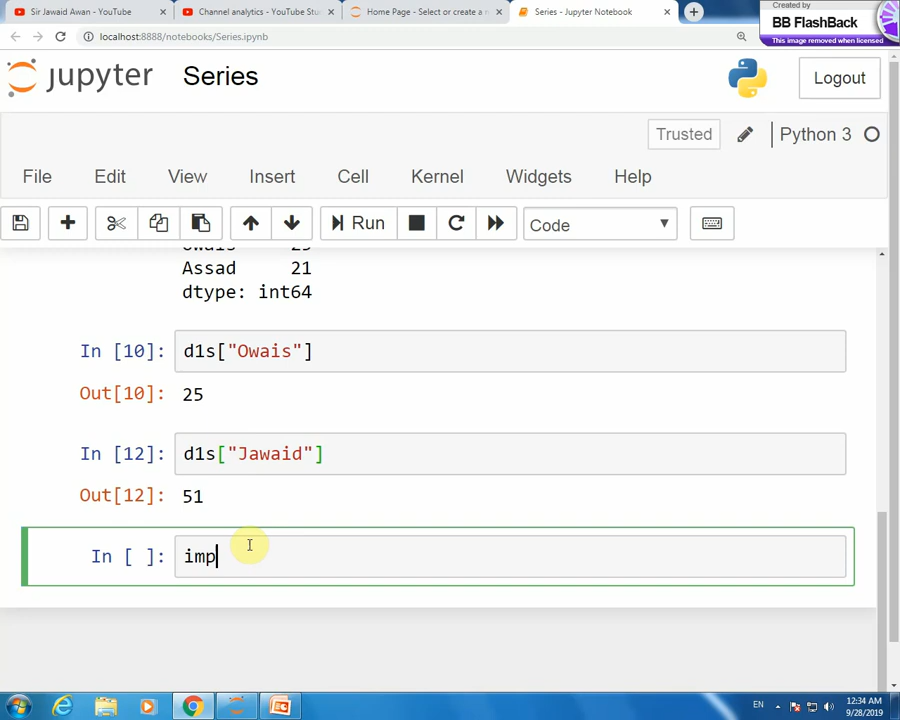 Sir Jawaid Awan - YouTube
Channel analytics - YouTube Stu
Home Page - Select or create a n
Series - Jupyter Notebook
Created by
BB FlashBack
This image removed when licensed
localhost:8888/notebooks/Series.ipynb
jupyter
Series
Logout
Trusted
Python 3
File Edit View Insert Cell Kernel Widgets Help
Run
Code
Owais 25
Assad 21
dtype: int64
In [10]: d1s["Owais"]
Out[10]: 25
In [12]: d1s["Jawaid"]
Out[12]: 51
In [ ]: imp
EN
12:34 AM
9/28/2019